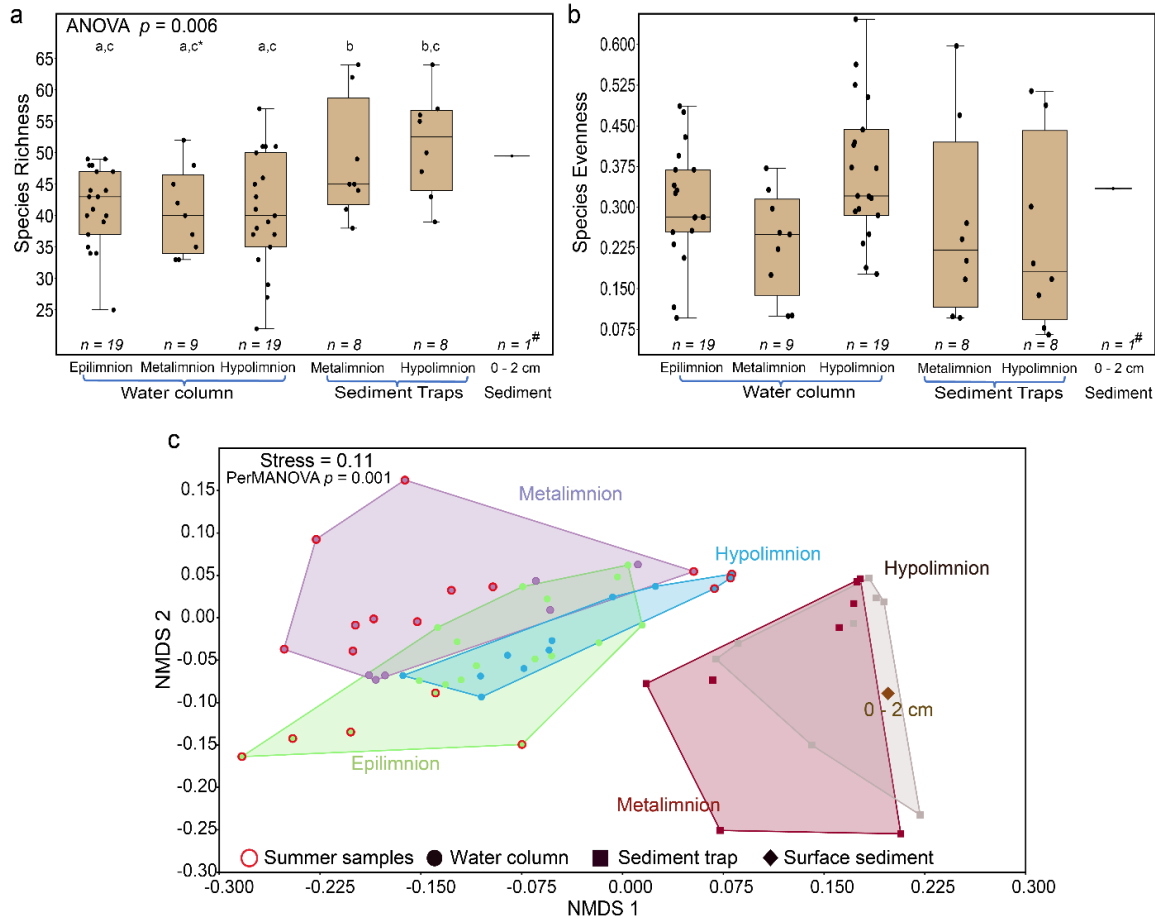 a
ANOVA p = 0.006
a,c a,c* a,c b b,c
65
60
55
50
45
40
35
30
25
Species Richness
n = 19 n = 9 n = 19 n = 8 n = 8 n = 1#
Epilimnion Metalimnion Hypolimnion Metalimnion Hypolimnion 0 - 2 cm
Water column Sediment Traps Sediment
b
0.600
0.525
0.450
0.375
0.300
0.225
0.150
0.075
Species Evenness
n = 19 n = 9 n = 19 n = 8 n = 8 n = 1#
Epilimnion Metalimnion Hypolimnion Metalimnion Hypolimnion 0 - 2 cm
Water column Sediment Traps Sediment
c
Stress = 0.11
PerMANOVA p = 0.001
Metalimnion
Hypolimnion
Hypolimnion
0 - 2 cm
Epilimnion
Metalimnion
0.15
0.10
0.05
0.00
-0.05
-0.10
-0.15
-0.20
-0.25
-0.30
NMDS 2
Summer samples Water column Sediment trap Surface sediment
-0.300 -0.225 -0.150 -0.075 0.000 0.075 0.150 0.225 0.300
NMDS 1